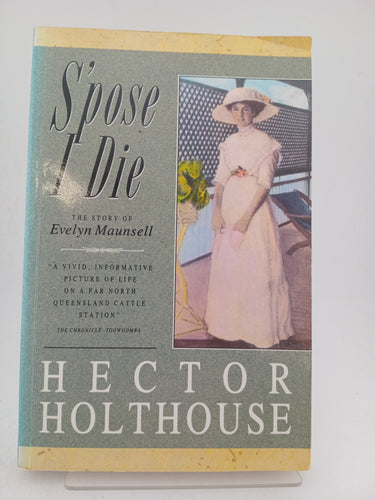 S'pose
I Die
THE STORY OF
Evelyn Maunsell
"A VIVID, INFORMATIVE
PICTURE OF LIFE
ON A FAR NORTH
QUEENSLAND CATTLE
STATION"
THE CHRONICLE, TOOWOOMBA
HECTOR
HOLTHOUSE